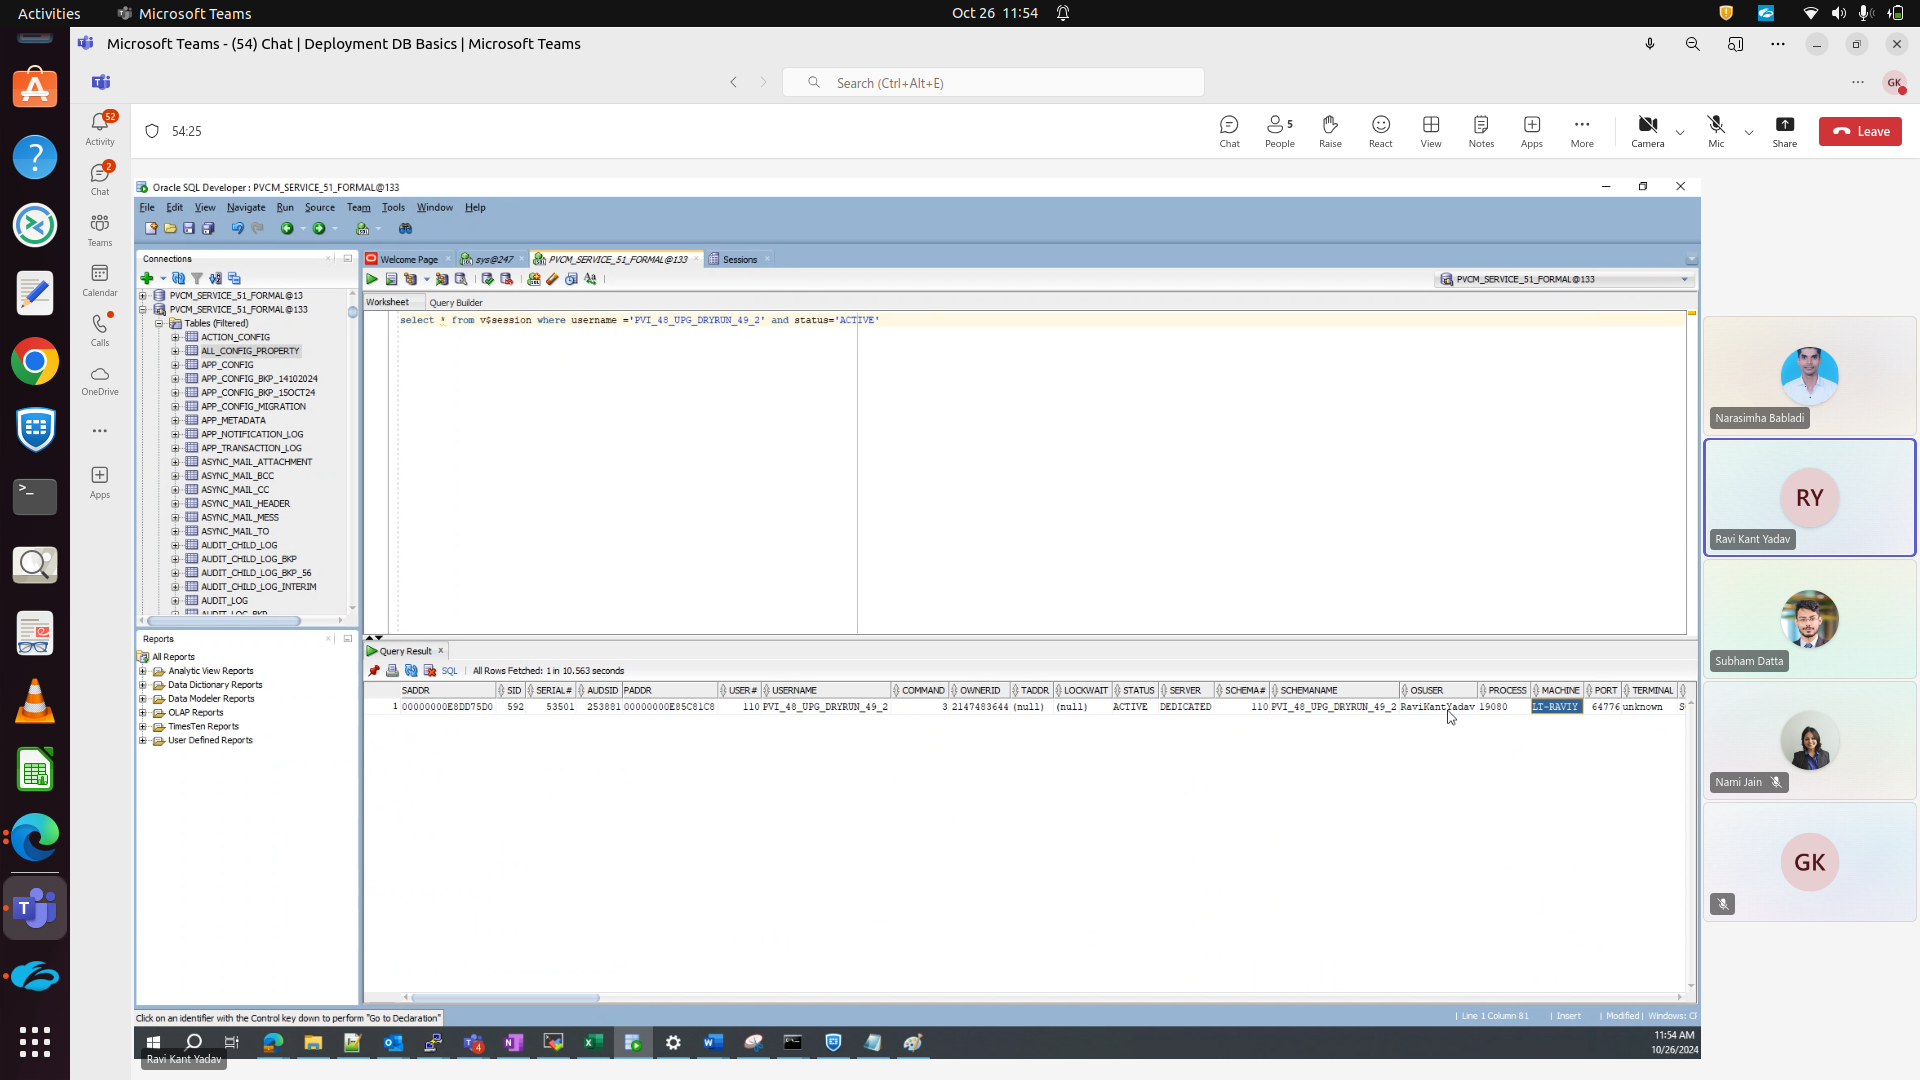 Activities
Microsoft Teams
Oct 26 11:54
Microsoft Teams - (54) Chat | Deployment DB Basics | Microsoft Teams
Search (Ctrl+Alt+E)
GK
52
Activity
2
Chat
Teams
Calendar
Calls
OneDrive
Apps
54:25
Chat
5
People
Raise
React
View
Notes
Apps
More
Camera
Mic
Share
Leave
Oracle SQL Developer : PVCM_SERVICE_51_FORMAL@133
File Edit View Navigate Run Source Team Tools Window Help
Connections
PVCM_SERVICE_51_FORMAL@13
PVCM_SERVICE_51_FORMAL@133
Tables (Filtered)
ACTION_CONFIG
ALL_CONFIG_PROPERTY
APP_CONFIG
APP_CONFIG_BKP_14102024
APP_CONFIG_BKP_15OCT24
APP_CONFIG_MIGRATION
APP_METADATA
APP_NOTIFICATION_LOG
APP_TRANSACTION_LOG
ASYNC_MAIL_ATTACHMENT
ASYNC_MAIL_BCC
ASYNC_MAIL_CC
ASYNC_MAIL_HEADER
ASYNC_MAIL_MESS
ASYNC_MAIL_TO
AUDIT_CHILD_LOG
AUDIT_CHILD_LOG_BKP
AUDIT_CHILD_LOG_BKP_56
AUDIT_CHILD_LOG_INTERIM
AUDIT_LOG
AUDIT_LOG_BKP
Reports
All Reports
Analytic View Reports
Data Dictionary Reports
Data Modeler Reports
OLAP Reports
TimesTen Reports
User Defined Reports
Welcome Page
sys@247
PVCM_SERVICE_51_FORMAL@133
Sessions
PVCM_SERVICE_51_FORMAL@133
Worksheet
Query Builder
select * from v$session where username ='PVI_48_UPG_DRYRUN_49_2' and status='ACTIVE'
Query Result
SQL | All Rows Fetched: 1 in 10.563 seconds
SADDR SID SERIAL# AUDSID PADDR USER# USERNAME COMMAND OWNERID TADDR LOCKWAIT STATUS SERVER SCHEMA# SCHEMANAME OSUSER PROCESS MACHINE PORT TERMINAL
1 00000000E8DD75D0 592 53501 253881 00000000E85C81C8 110 PVI_48_UPG_DRYRUN_49_2 3 2147483644 (null) (null) ACTIVE DEDICATED 110 PVI_48_UPG_DRYRUN_49_2 RaviKantYadav 19080 LT-RAVIY 64776 unknown S
Click on an identifier with the Control key down to perform "Go to Declaration"
| Line 1 Column 81 | Insert | Modified | Windows: CF
4
11:54 AM
10/26/2024
Ravi Kant Yadav
Narasimha Babladi
RY
Ravi Kant Yadav
Subham Datta
Nami Jain
GK